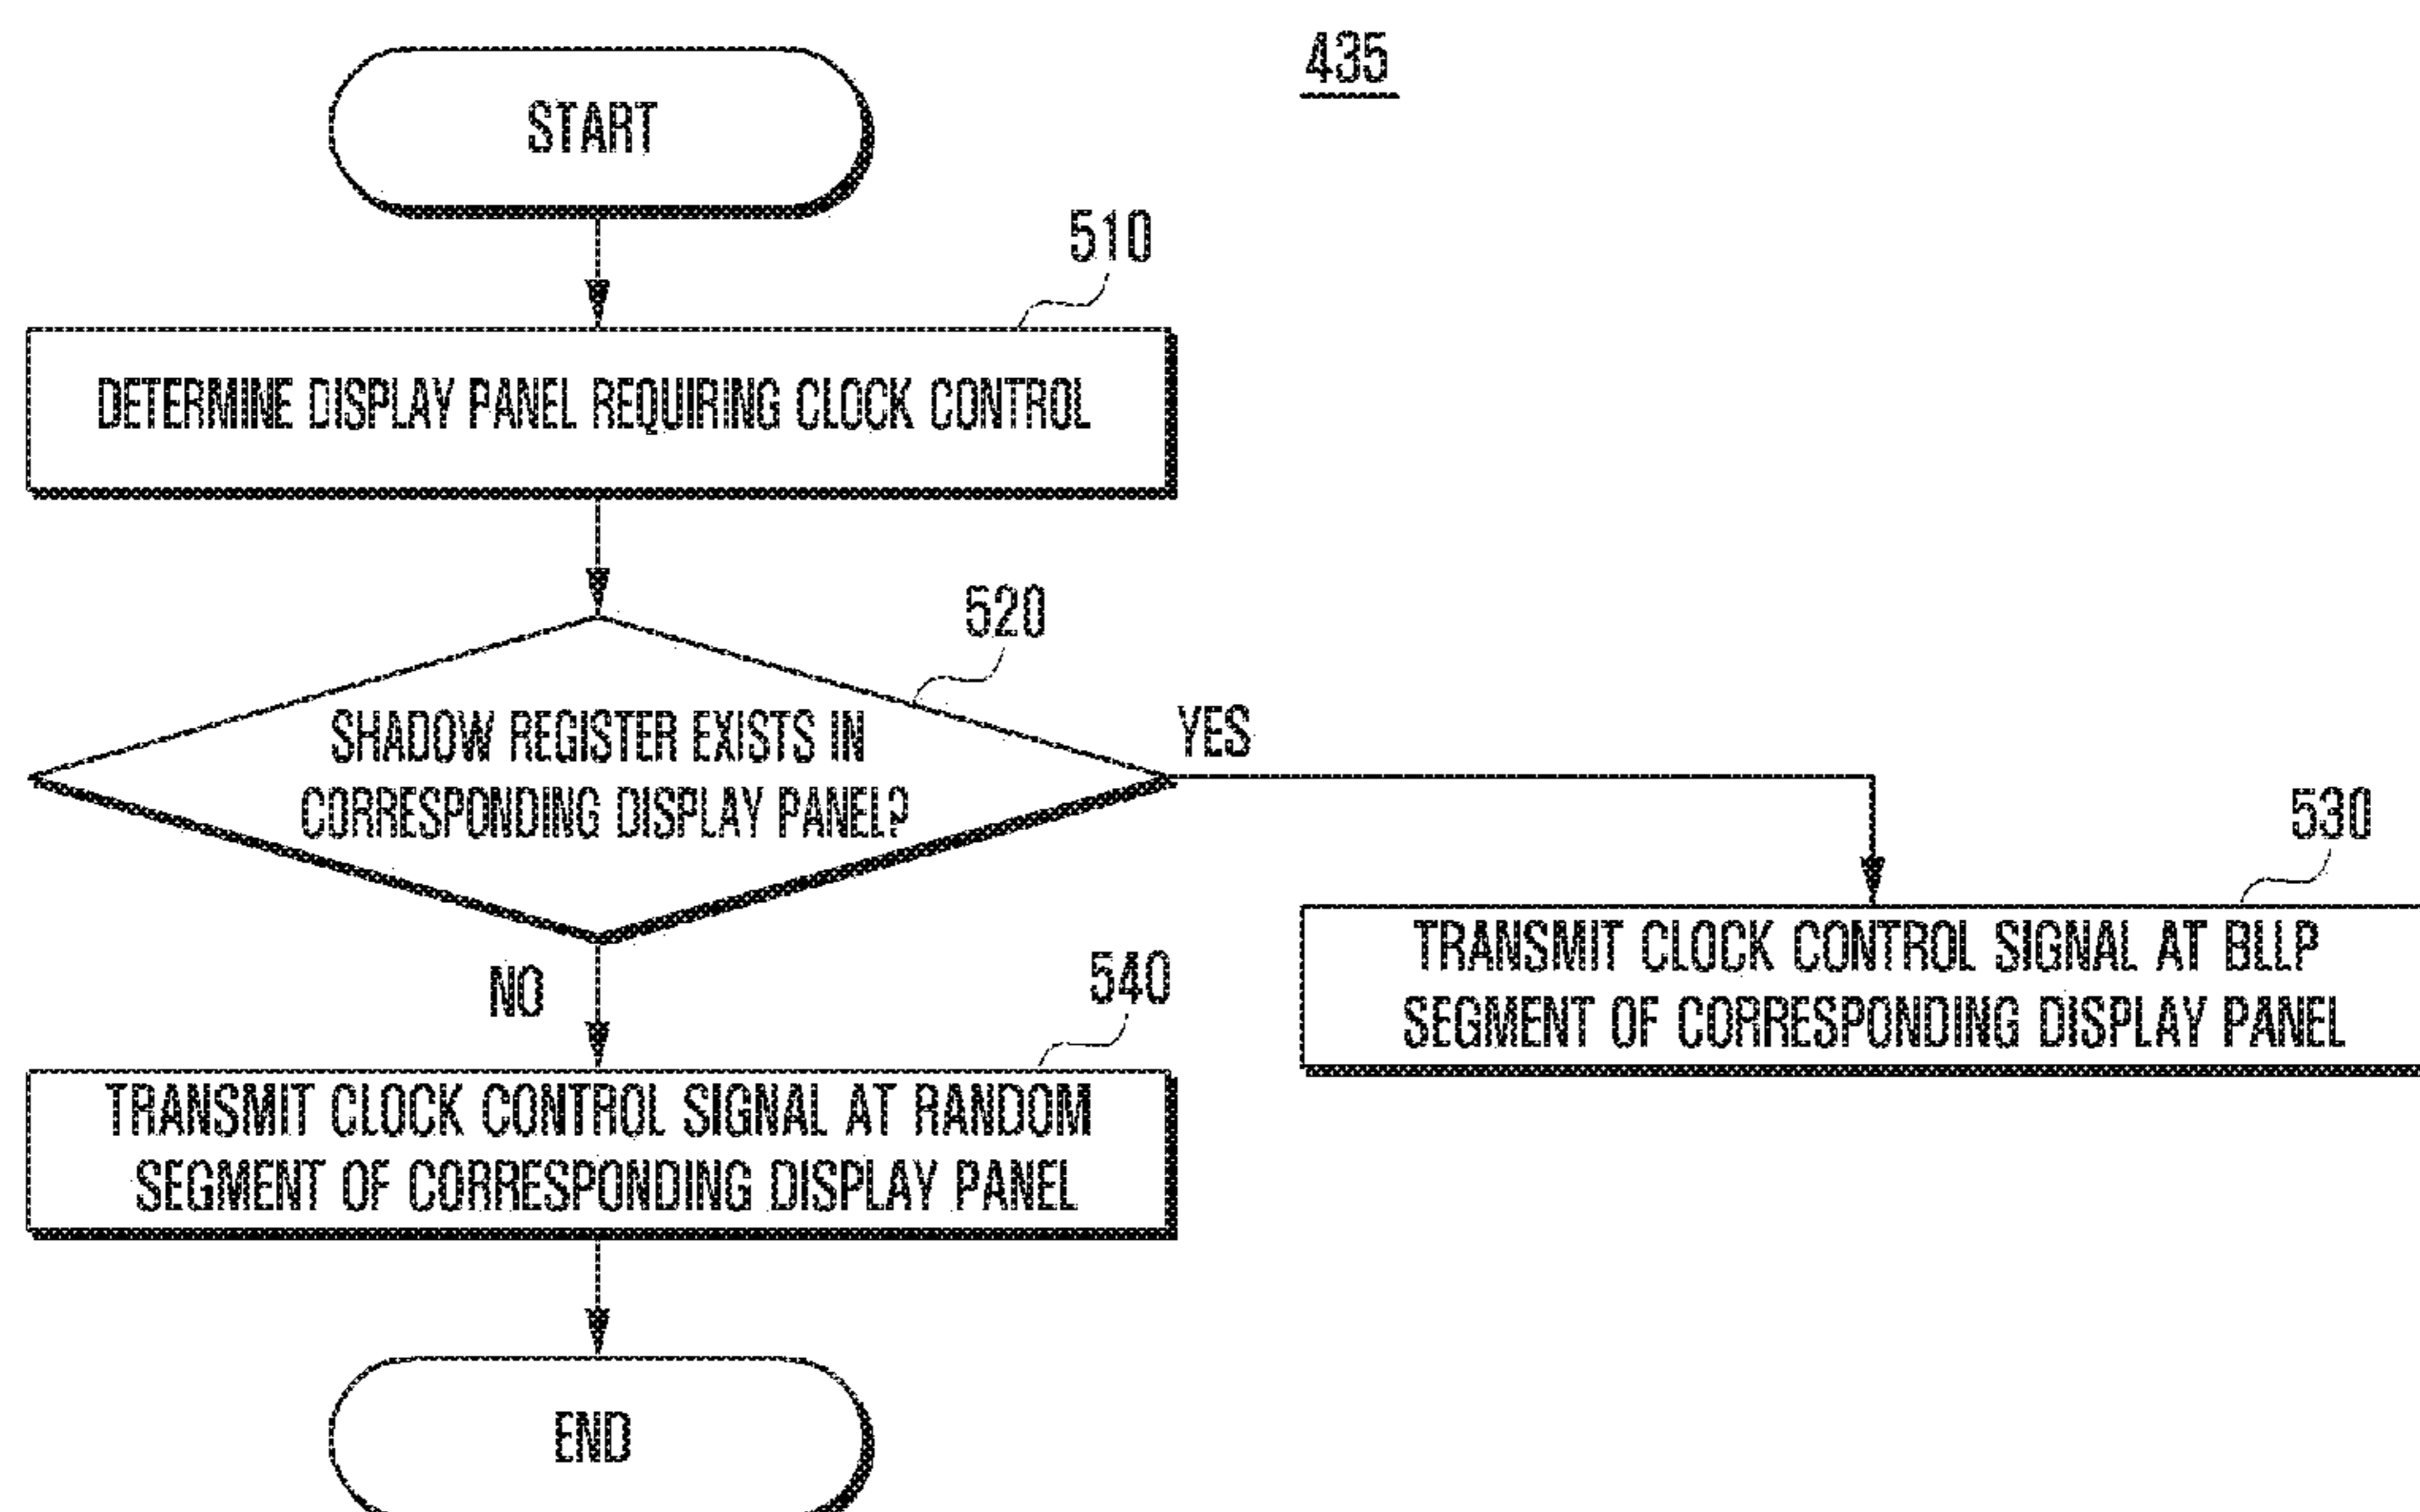 435
START
510
DETERMINE DISPLAY PANEL REQUIRING CLOCK CONTROL
520
SHADOW REGISTER EXISTS IN
CORRESPONDING DISPLAY PANEL?
YES
530
TRANSMIT CLOCK CONTROL SIGNAL AT BLLP
SEGMENT OF CORRESPONDING DISPLAY PANEL
NO
540
TRANSMIT CLOCK CONTROL SIGNAL AT RANDOM
SEGMENT OF CORRESPONDING DISPLAY PANEL
END